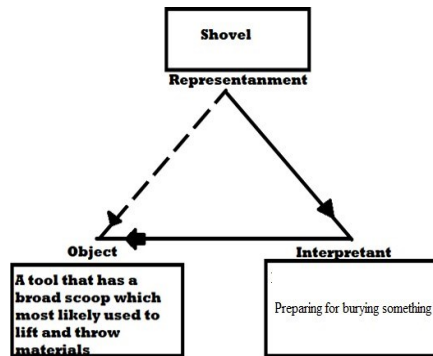 Shovel
Representanment
Object
Interpretant
A tool that has a
broad scoop which
most likely used to
lift and throw
materials
Preparing for burying something